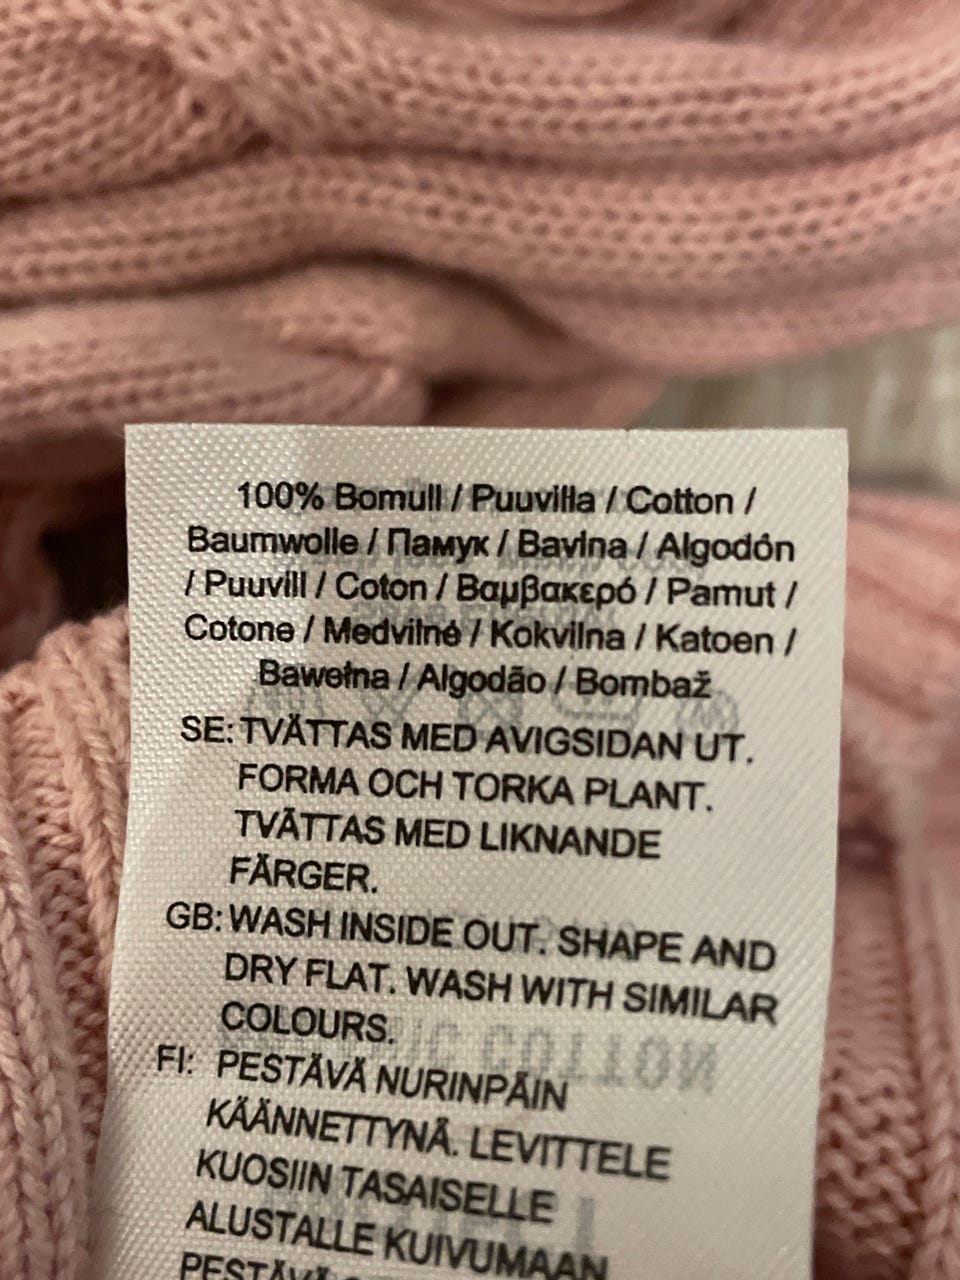 100% Bomull / Puuvilla / Cotton /
Baumwolle / Памук / Bavlna / Algodón
/ Puuvill / Coton / Βαμβακερό / Pamut /
Cotone / Medvilnė / Kokvilna / Katoen /
Bawełna / Algodão / Bombaž
SE: TVÄTTAS MED AVIGSIDAN UT.
FORMA OCH TORKA PLANT.
TVÄTTAS MED LIKNANDE
FÄRGER.
GB: WASH INSIDE OUT. SHAPE AND
DRY FLAT. WASH WITH SIMILAR
COLOURS.
FI: PESTÄVÄ NURINPÄIN
KÄÄNNETTYNÄ. LEVITTELE
KUOSIIN TASAISELLE
ALUSTALLE KUIVUMAAN
PESTÄVÄ